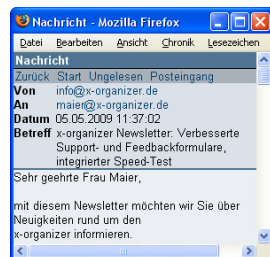 Nachricht - Mozilla Firefox
Datei Bearbeiten Ansicht Chronik Lesezeichen
Nachricht
Zurück Start Ungelesen Posteingang
Von info@x-organizer.de
An maier@x-organizer.de
Datum 05.05.2009 11:37:02
Betreff x-organizer Newsletter: Verbesserte
Support- und Feedbackformulare,
integrierter Speed-Test
Sehr geehrte Frau Maier,
mit diesem Newsletter möchten wir Sie über
Neuigkeiten rund um den
x-organizer informieren.